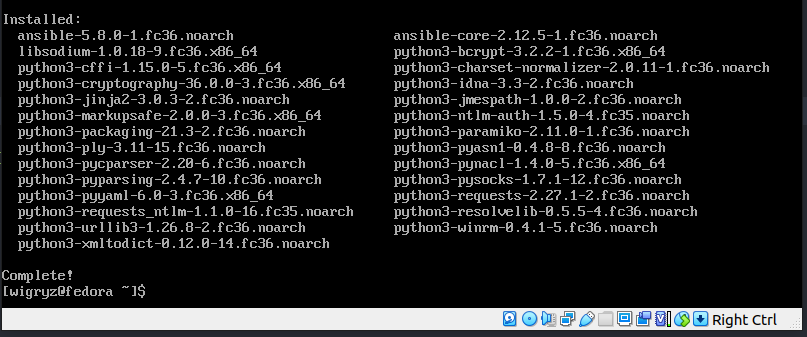 Installed:
ansible-5.8.0-1.fc36.noarch ansible-core-2.12.5-1.fc36.noarch
libsodium-1.0.18-9.fc36.x86_64 python3-bcrypt-3.2.2-1.fc36.x86_64
python3-cffi-1.15.0-5.fc36.x86_64 python3-charset-normalizer-2.0.11-1.fc36.noarch
python3-cryptography-36.0.0-3.fc36.x86_64 python3-idna-3.3-2.fc36.noarch
python3-jinja2-3.0.3-2.fc36.noarch python3-jmespath-1.0.0-2.fc36.noarch
python3-markupsafe-2.0.0-3.fc36.x86_64 python3-ntlm-auth-1.5.0-4.fc35.noarch
python3-packaging-21.3-2.fc36.noarch python3-paramiko-2.11.0-1.fc36.noarch
python3-ply-3.11-15.fc36.noarch python3-pyasn1-0.4.8-8.fc36.noarch
python3-pycparser-2.20-6.fc36.noarch python3-pynacl-1.4.0-5.fc36.x86_64
python3-pyparsing-2.4.7-10.fc36.noarch python3-pysocks-1.7.1-12.fc36.noarch
python3-pyyaml-6.0-3.fc36.x86_64 python3-requests-2.27.1-2.fc36.noarch
python3-requests_ntlm-1.1.0-16.fc35.noarch python3-resolvelib-0.5.5-4.fc36.noarch
python3-urllib3-1.26.8-2.fc36.noarch python3-winrm-0.4.1-5.fc36.noarch
python3-xmltodict-0.12.0-14.fc36.noarch
Complete!
[wigryz@fedora ~]$
Right Ctrl